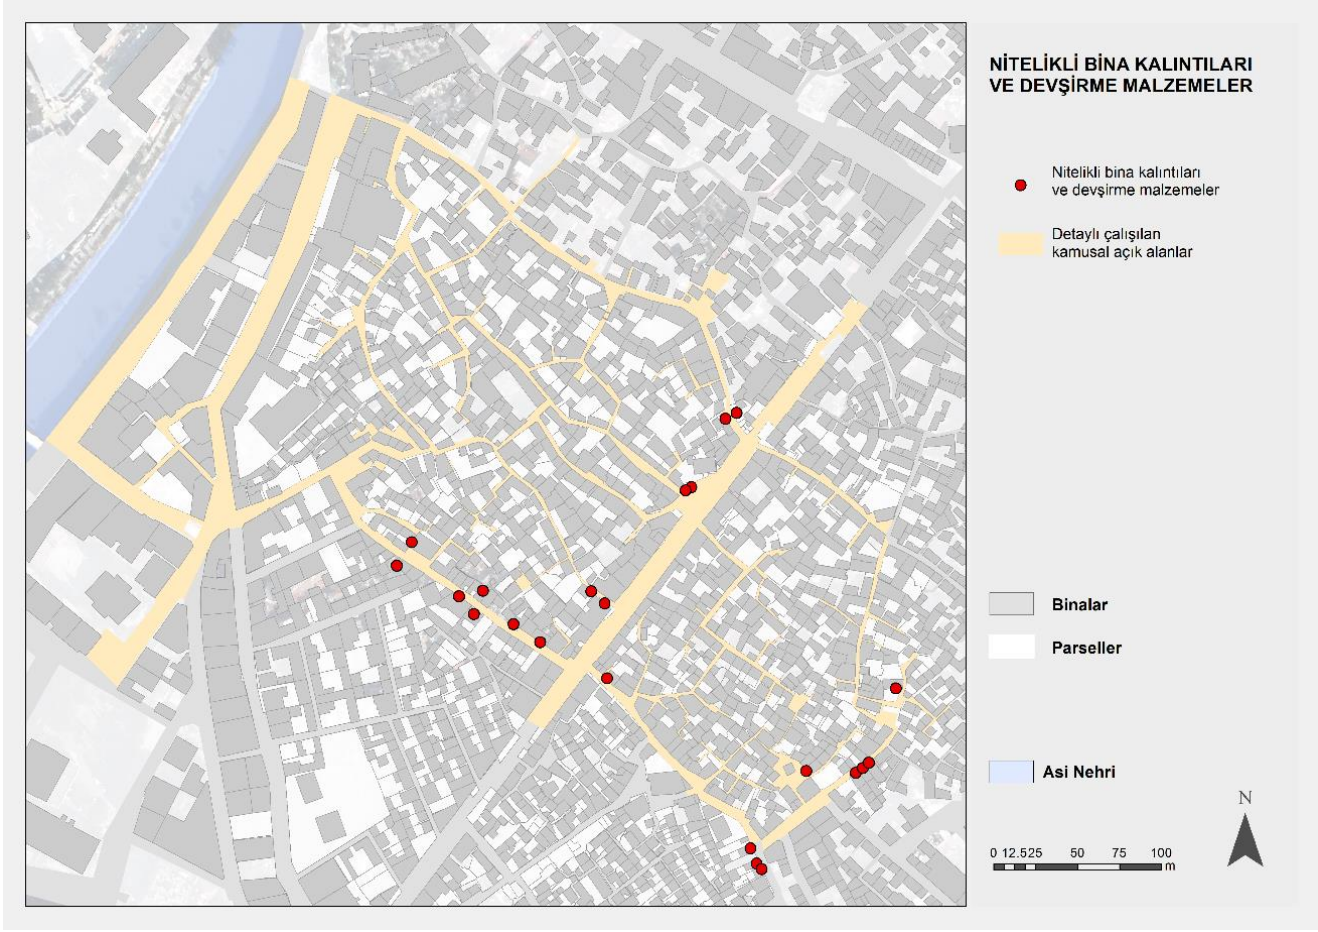 NİTELİKLİ BİNA KALINTILARI
VE DEVŞİRME MALZEMELER
Nitelikli bina kalıntıları
ve devşirme malzemeler
Detaylı çalışılan
kamusal açık alanlar
Binalar
Parseller
Asi Nehri
N
0 12.525 50 75 100
m